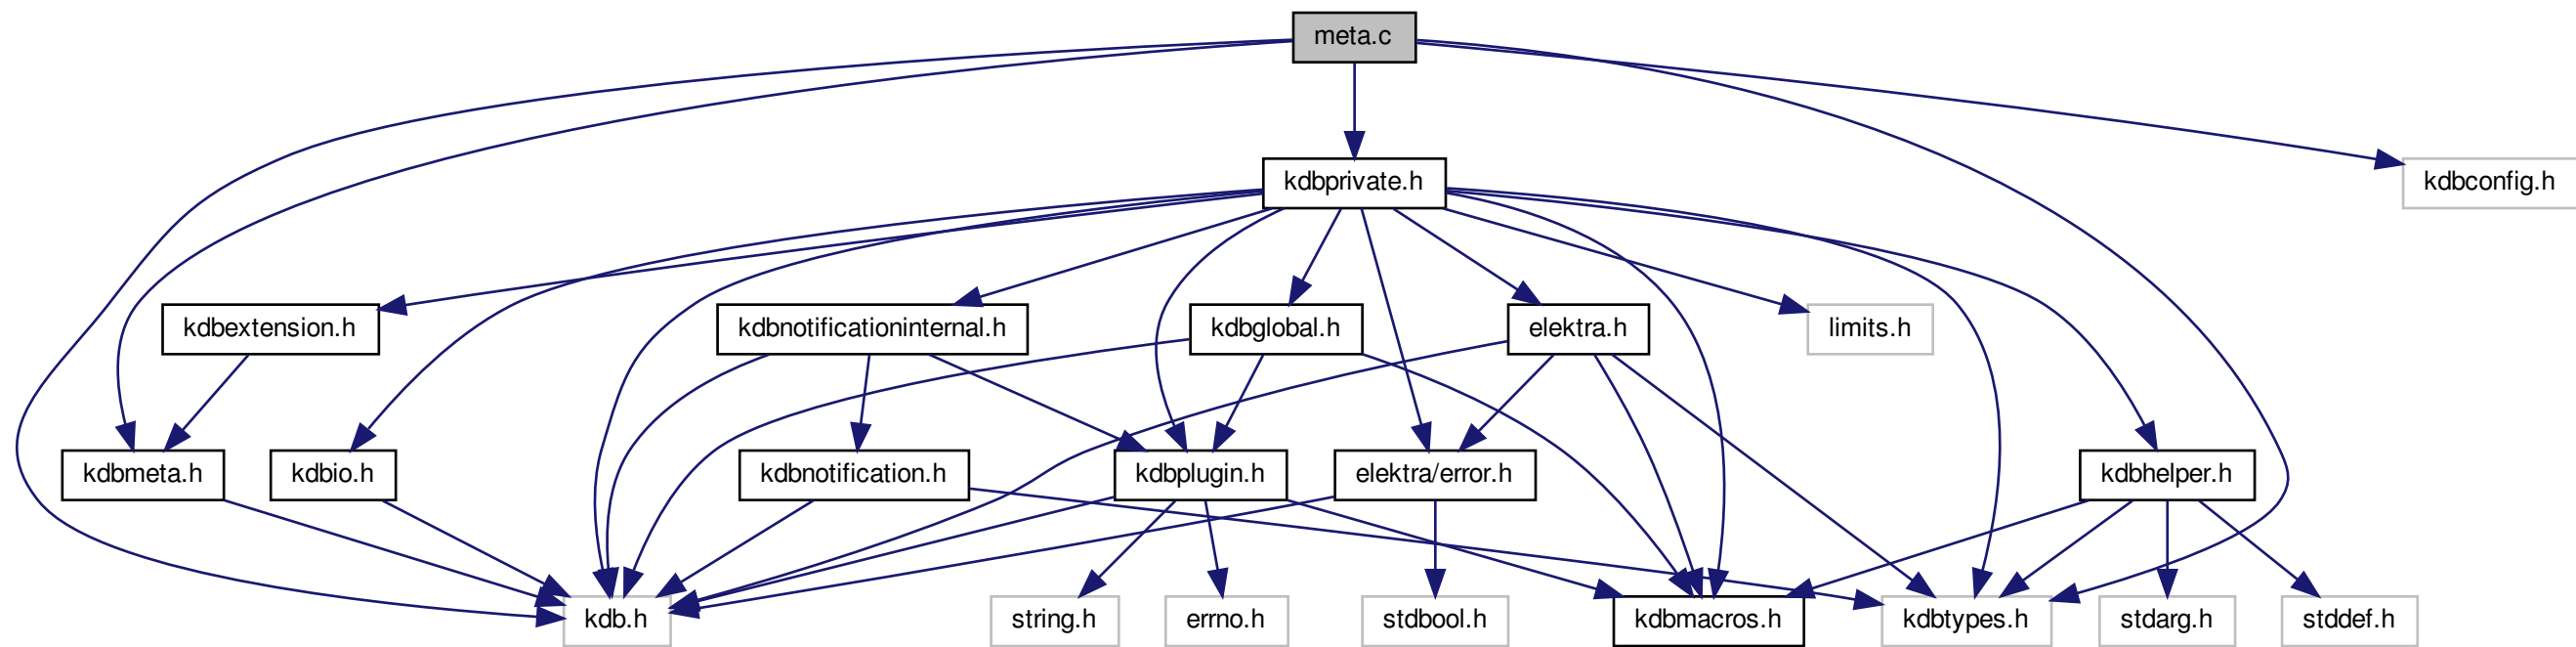 meta.c
kdbprivate.h
kdbconfig.h
kdbextension.h
kdbnotificationinternal.h
kdbglobal.h
elektra.h
limits.h
kdbmeta.h
kdbio.h
kdbnotification.h
kdbplugin.h
elektra/error.h
kdbhelper.h
kdb.h
string.h
errno.h
stdbool.h
kdbmacros.h
kdbtypes.h
stdarg.h
stddef.h